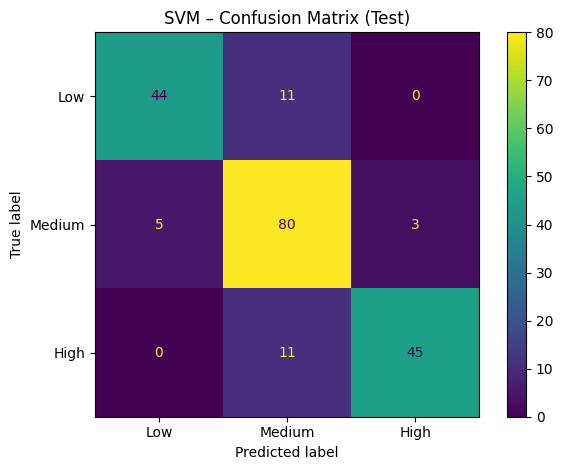 SVM – Confusion Matrix (Test)
True label
Low
44
11
0
Medium
5
80
3
High
0
11
45
Low
Medium
High
Predicted label
80
70
60
50
40
30
20
10
0